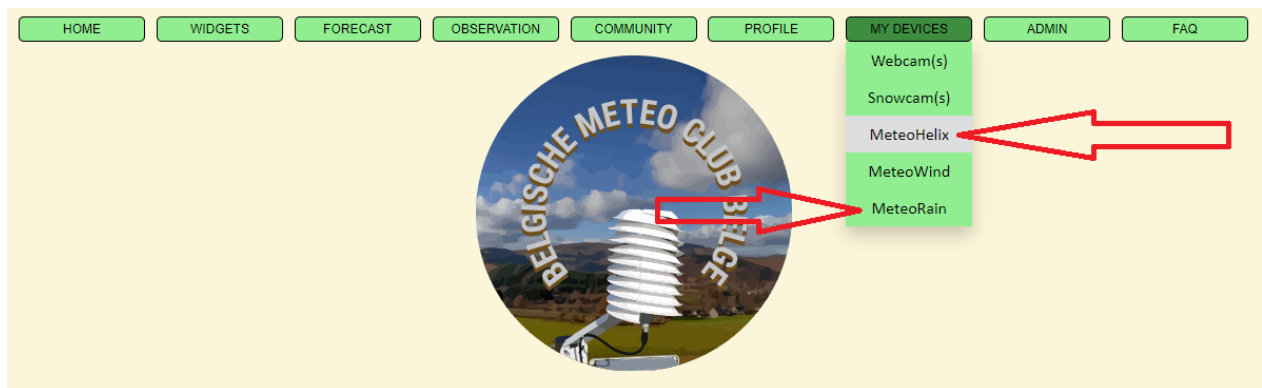 HOME WIDGETS FORECAST OBSERVATION COMMUNITY PROFILE MY DEVICES ADMIN FAQ
Webcam(s)
Snowcam(s)
MeteoHelix
MeteoWind
MeteoRain
BELGISCHE METEO CLUB BELGE